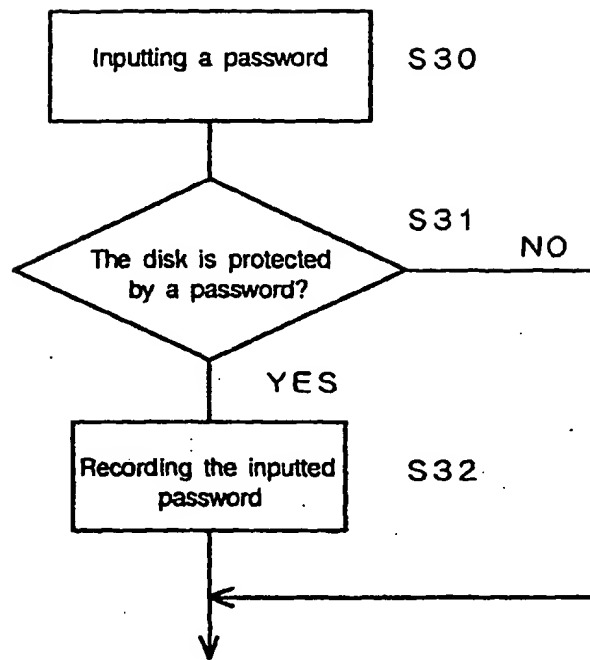 Inputting a password
S30
S31
NO
The disk is protected
by a password?
YES
Recording the inputted
password
S32